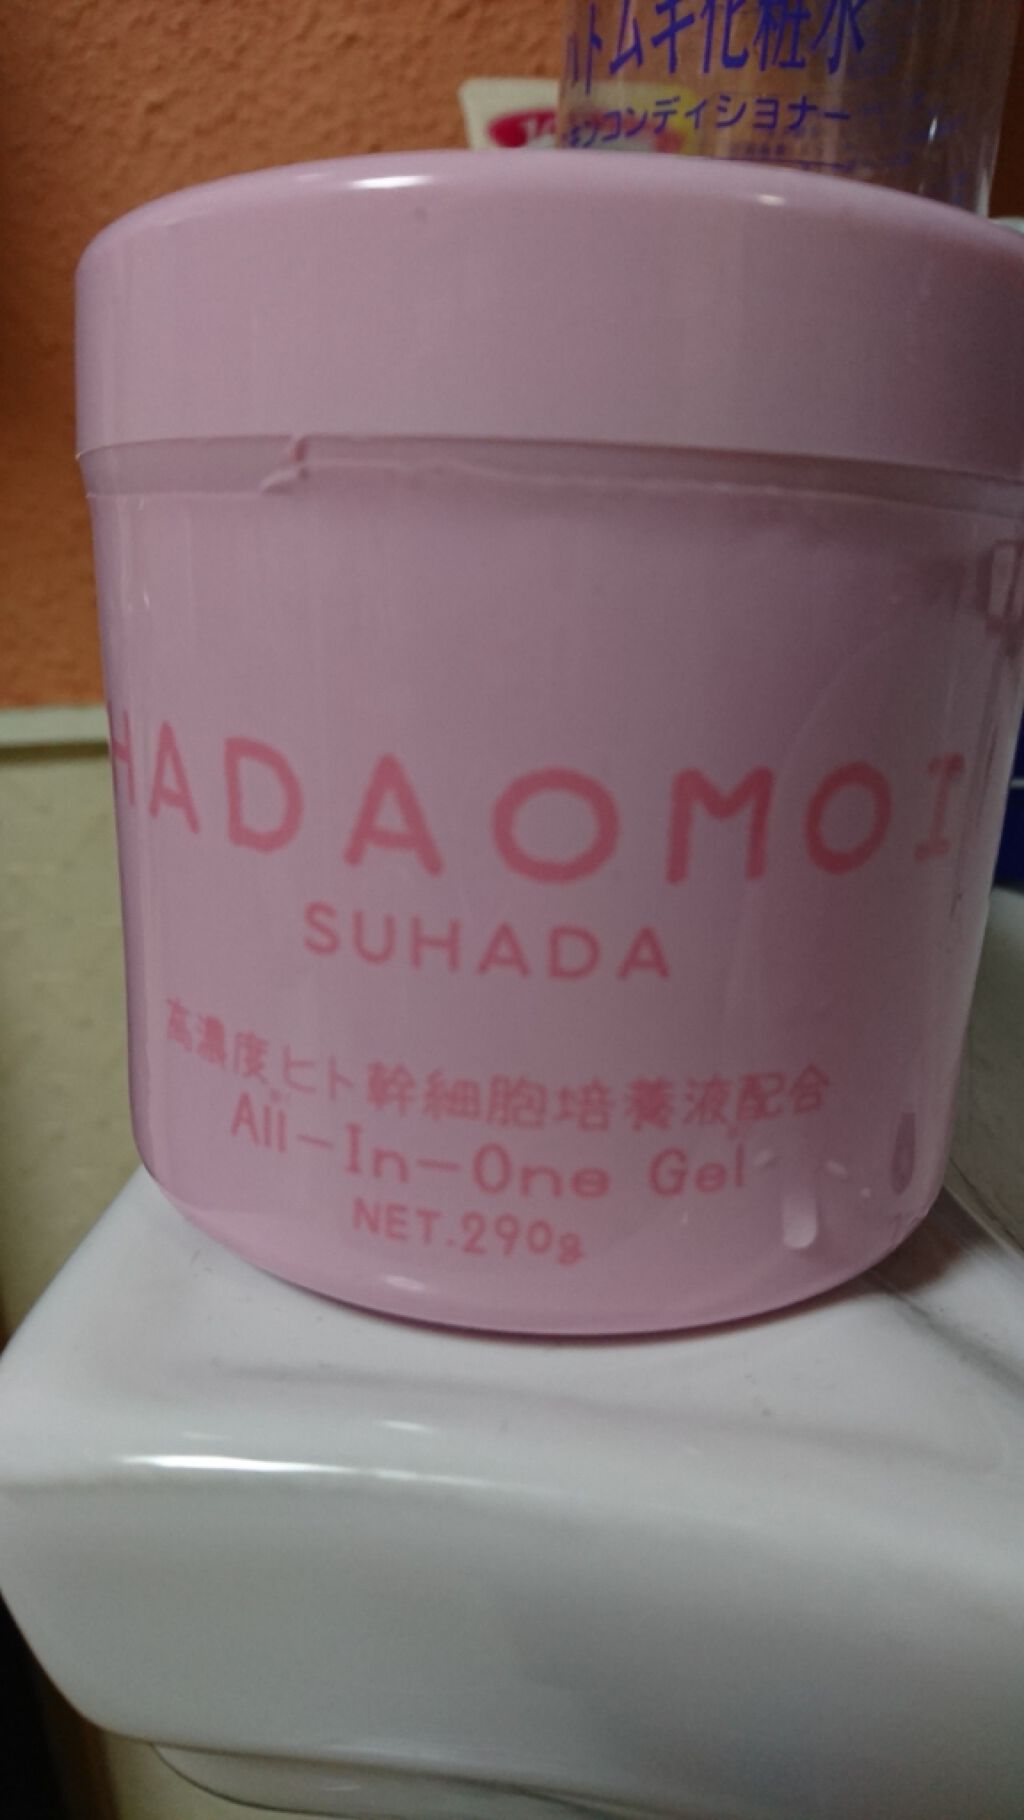 ハトムギ化粧水
キンコンディショナー
HADAOMOI
SUHADA
高濃度ヒト幹細胞培養液配合
All-In-One Gel
NET.290g